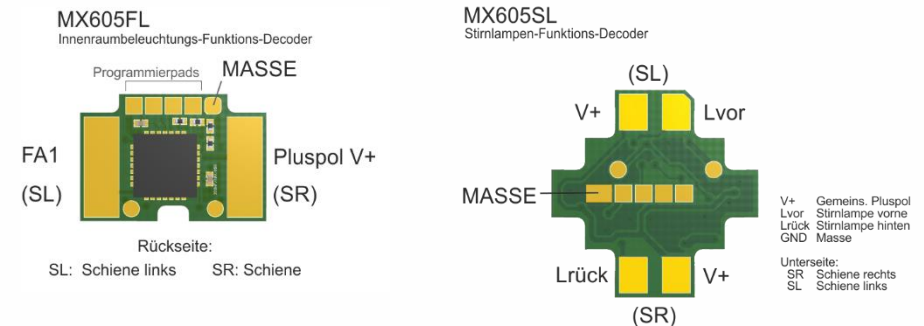 MX605FL
Innenraumbeleuchtungs-Funktions-Decoder
Programmierpads
MASSE
FA1
(SL)
Pluspol V+
(SR)
Rückseite:
SL: Schiene links SR: Schiene
MX605SL
Stirnlampen-Funktions-Decoder
(SL)
V+
Lvor
MASSE
Lrück
V+
(SR)
V+ Gemeins. Pluspol
Lvor Stirnlampe vorne
Lrück Stirnlampe hinten
GND Masse
Unterseite:
SR Schiene rechts
SL Schiene links